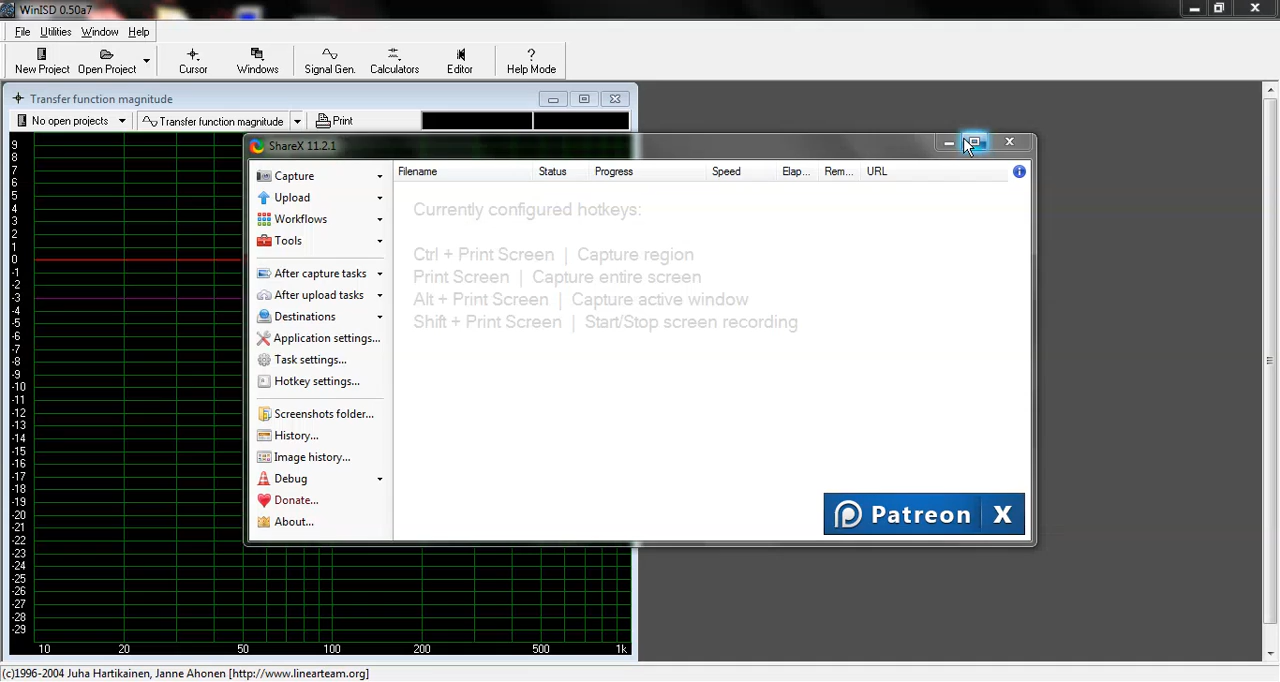 WinISD 0.50a7
File Utilities Window Help
New Project Open Project Cursor Windows Signal Gen. Calculators Editor Help Mode
Transfer function magnitude
No open projects Transfer function magnitude Print
ShareX 11.2.1
Filename Status Progress Speed Elap... Rem... URL
Capture
Upload
Workflows
Tools
After capture tasks
After upload tasks
Destinations
Application settings...
Task settings...
Hotkey settings...
Screenshots folder...
History...
Image history...
Debug
Donate...
About...
Currently configured hotkeys:
Ctrl + Print Screen | Capture region
Print Screen | Capture entire screen
Alt + Print Screen | Capture active window
Shift + Print Screen | Start/Stop screen recording
Patreon X
9
8
7
6
5
4
3
2
1
0
-1
-2
-3
-4
-5
-6
-7
-8
-9
-10
-11
-12
-13
-14
-15
-16
-17
-18
-19
-20
-21
-22
-23
-24
-25
-26
-27
-28
-29
10 20 50 100 200 500 1k
(c)1996-2004 Juha Hartikainen, Janne Ahonen [http://www.linearteam.org]